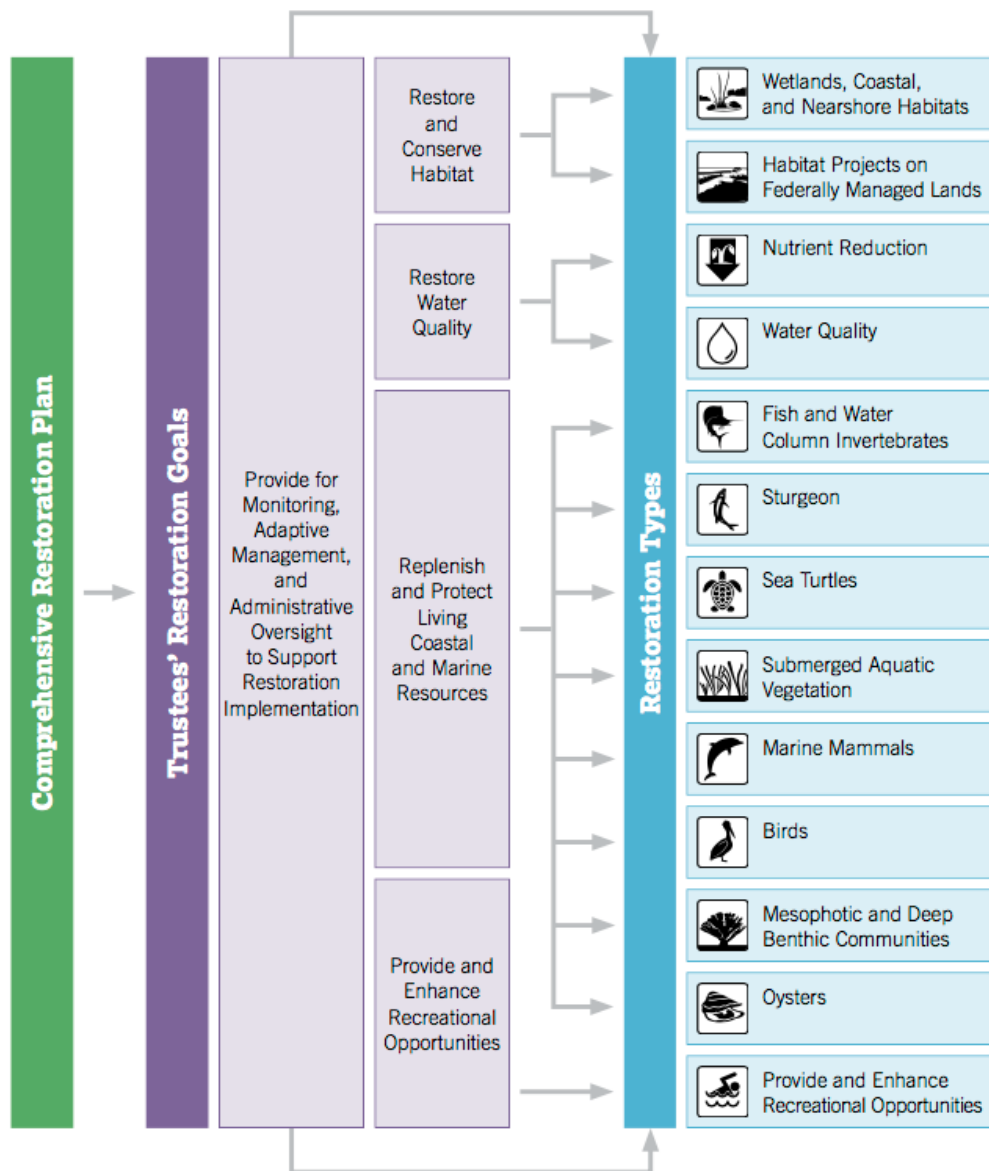 Comprehensive Restoration Plan
Trustees’ Restoration Goals
Provide for
Monitoring,
Adaptive
Management,
and
Administrative
Oversight
to Support
Restoration
Implementation
Restore
and
Conserve
Habitat
Restore
Water
Quality
Replenish
and Protect
Living
Coastal
and Marine
Resources
Provide and
Enhance
Recreational
Opportunities
Restoration Types
Wetlands, Coastal,
and Nearshore Habitats
Habitat Projects on
Federally Managed Lands
Nutrient Reduction
Water Quality
Fish and Water
Column Invertebrates
Sturgeon
Sea Turtles
Submerged Aquatic
Vegetation
Marine Mammals
Birds
Mesophotic and Deep
Benthic Communities
Oysters
Provide and Enhance
Recreational Opportunities